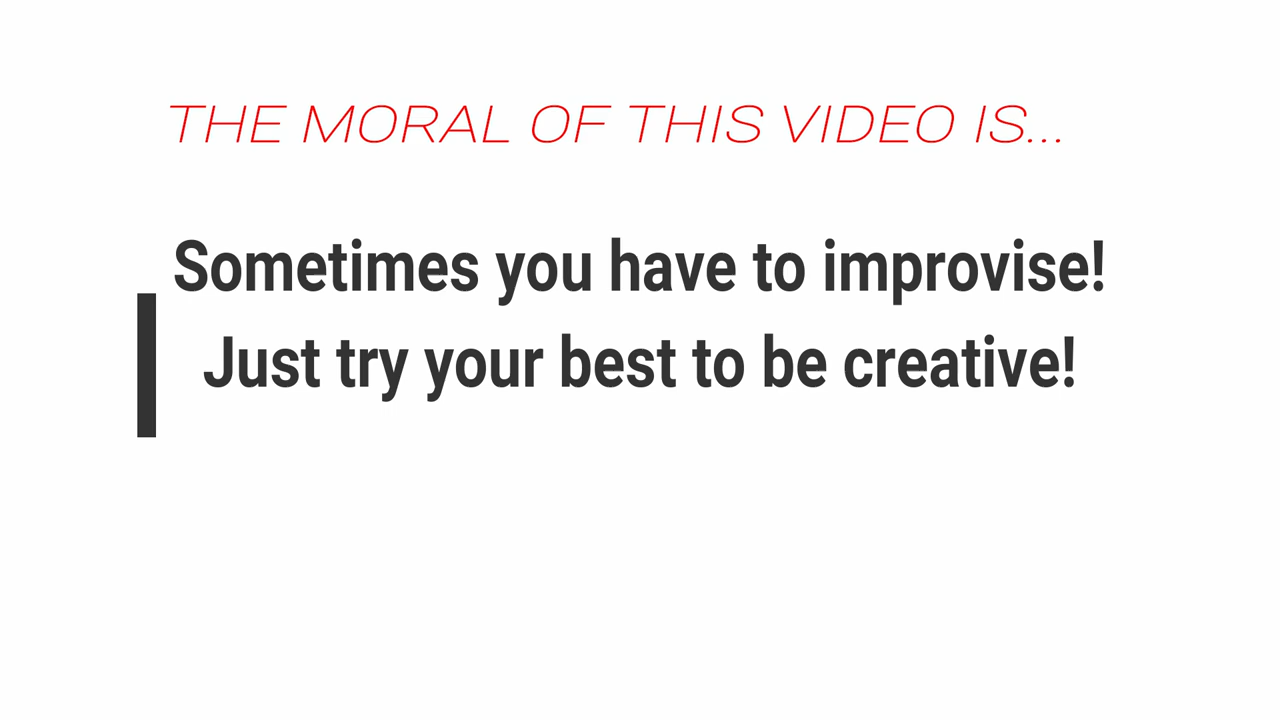 THE MORAL OF THIS VIDEO IS...
Sometimes you have to improvise!
Just try your best to be creative!